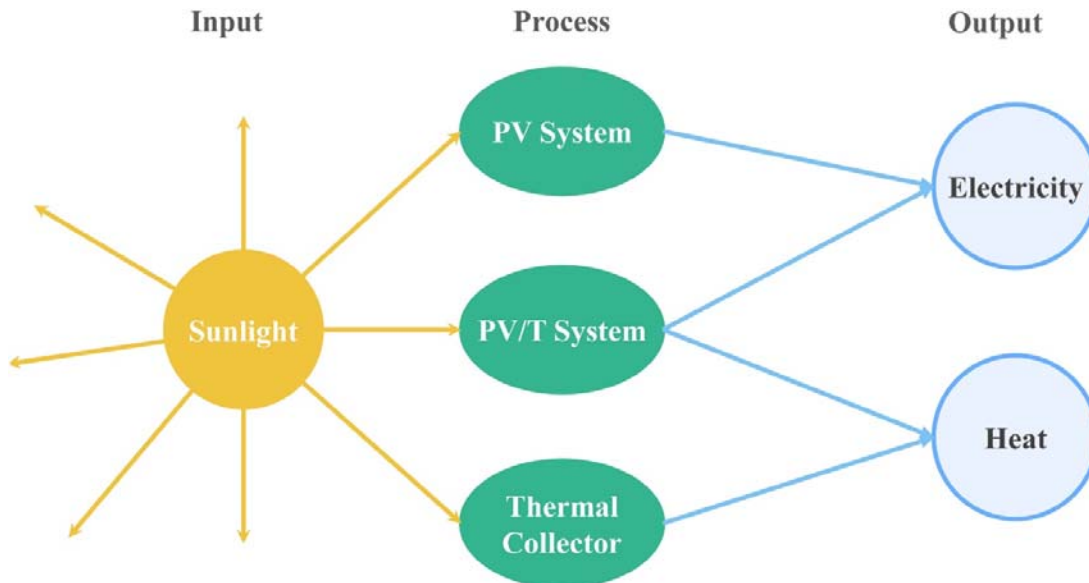 Input
Process
Output
PV System
Electricity
Sunlight
PV/T System
Heat
Thermal
Collector